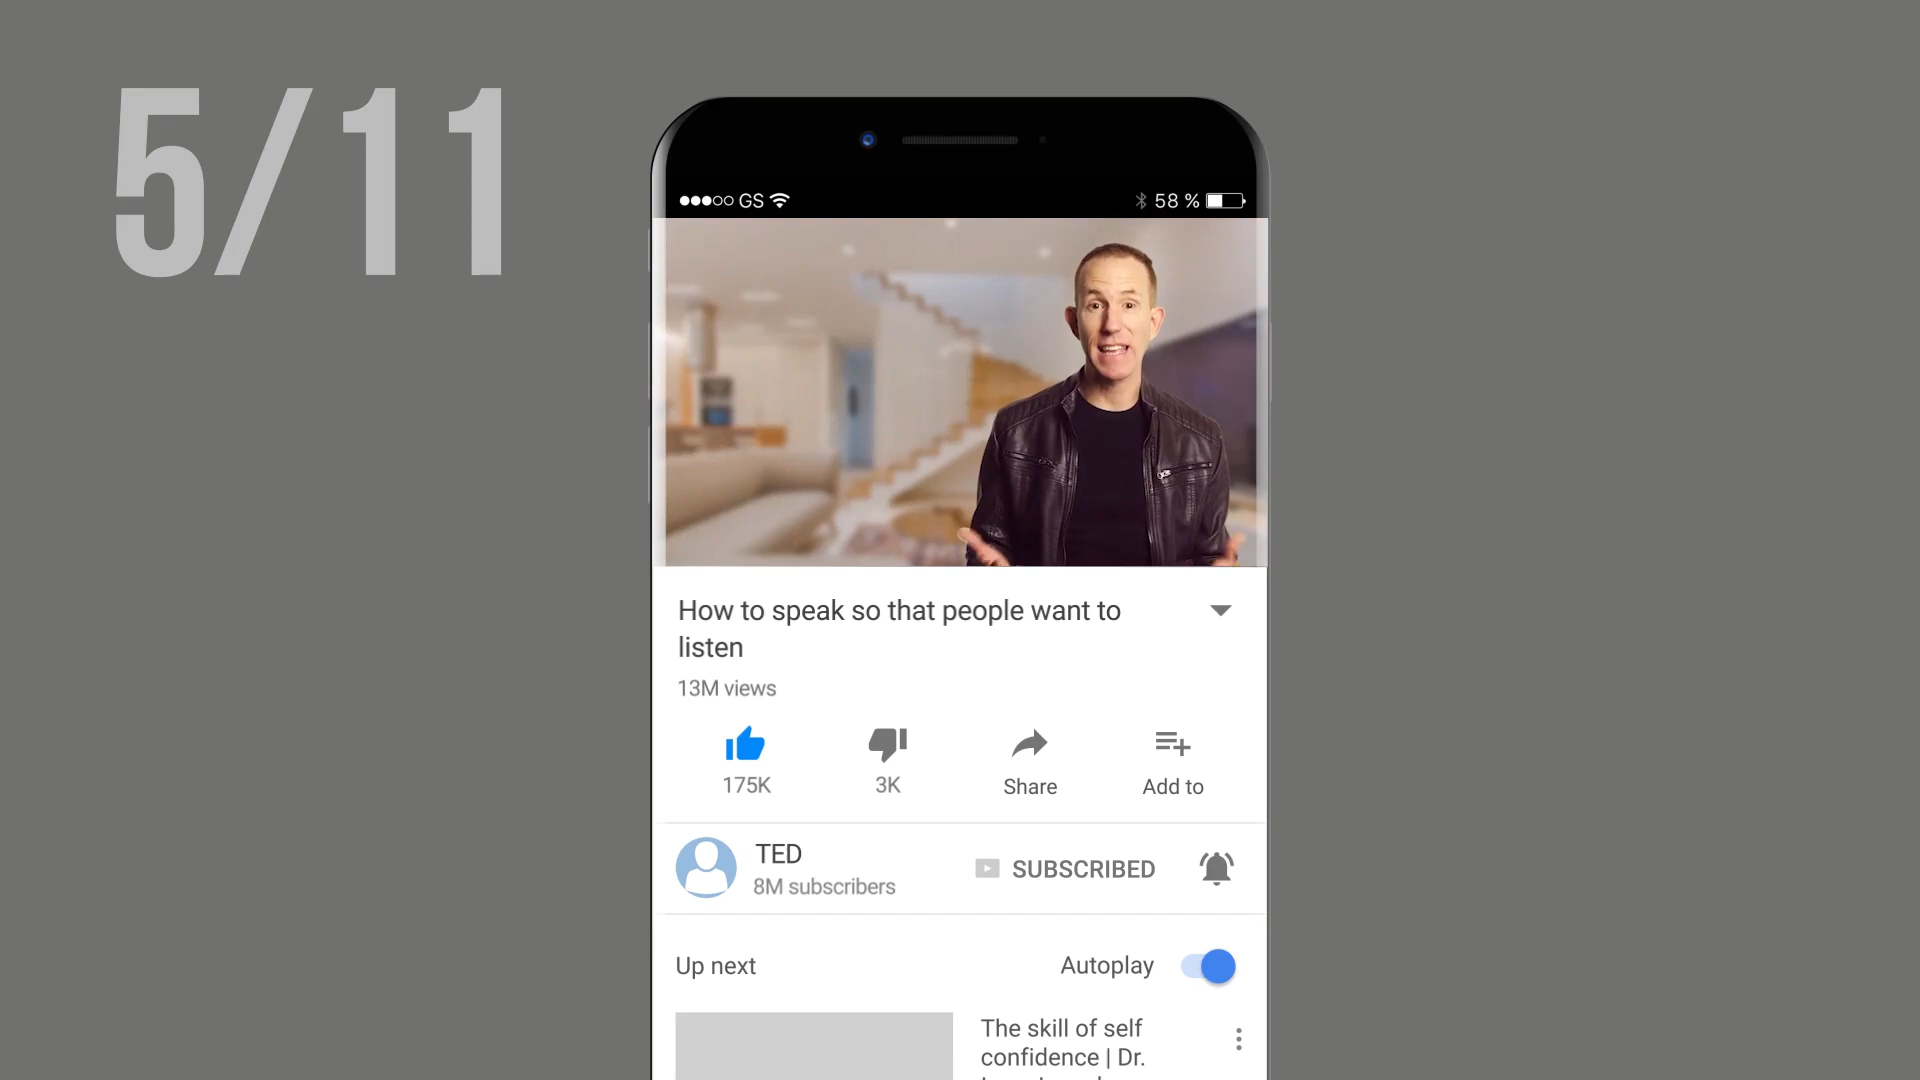 5/11
GS
58 %
How to speak so that people want to
listen
13M views
175K
3K
Share
Add to
TED
8M subscribers
SUBSCRIBED
Up next
Autoplay
The skill of self
confidence | Dr.